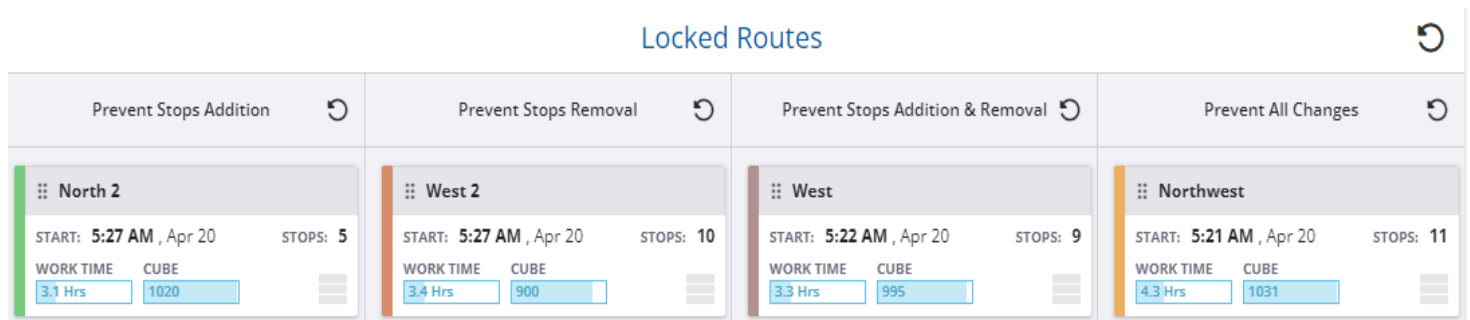 Locked Routes
Prevent Stops Addition
Prevent Stops Removal
Prevent Stops Addition & Removal
Prevent All Changes
North 2
START: 5:27 AM , Apr 20 STOPS: 5
WORK TIME CUBE
3.1 Hrs 1020
West 2
START: 5:27 AM , Apr 20 STOPS: 10
WORK TIME CUBE
3.4 Hrs 900
West
START: 5:22 AM , Apr 20 STOPS: 9
WORK TIME CUBE
3.3 Hrs 995
Northwest
START: 5:21 AM , Apr 20 STOPS: 11
WORK TIME CUBE
4.3 Hrs 1031